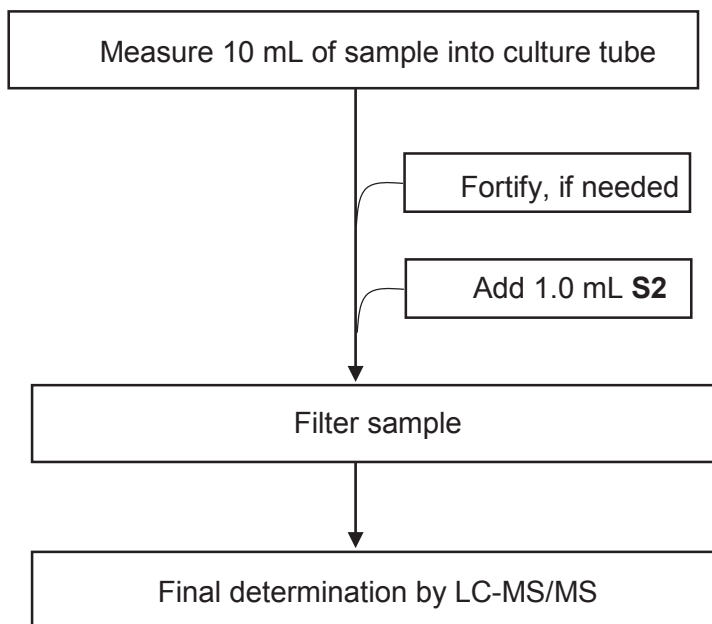 Measure 10 mL of sample into culture tube
Fortify, if needed
Add 1.0 mL S2
Filter sample
Final determination by LC-MS/MS